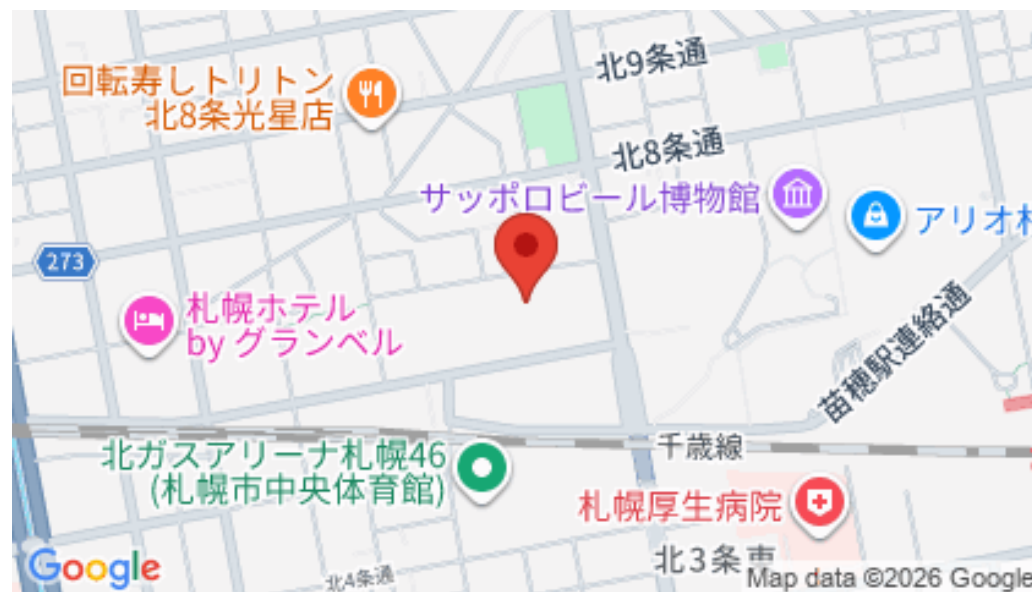 北9条通
回転寿しトリトン
北8条光星店
北8条通
サッポロビール博物館
アリオ札
273
札幌ホテル
by グランベル
苗穂駅連絡通
千歳線
北ガスアリーナ札幌46
(札幌市中央体育館)
札幌厚生病院
北3条東
北4条通
Google
Map data ©2026 Google